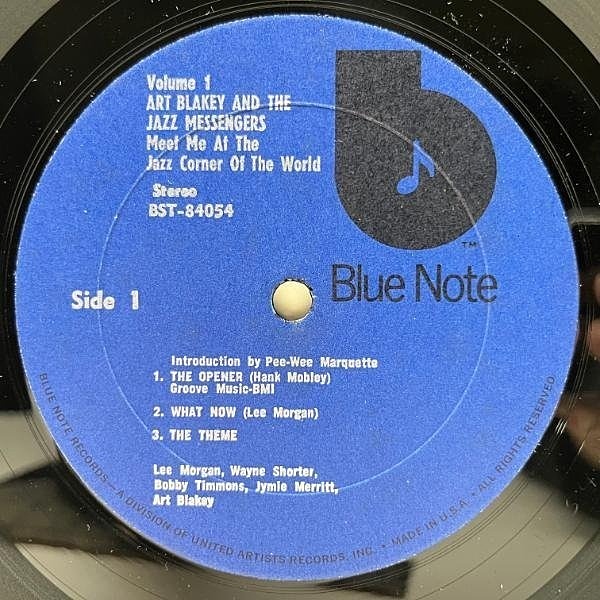 Volume 1
ART BLAKEY AND THE
JAZZ MESSENGERS
Meet Me At The
Jazz Corner Of The World
Stereo
BST-84054
TM
Blue Note
Side 1
Introduction by Pee-Wee Marquette
1. THE OPENER (Hank Mobley)
Groove Music-BMI
2. WHAT NOW (Lee Morgan)
3. THE THEME
Lee Morgan, Wayne Shorter,
Bobby Timmons, Jymie Merritt,
Art Blakey
BLUE NOTE RECORDS — A DIVISION OF UNITED ARTISTS RECORDS, INC. • MADE IN U.S.A. • ALL RIGHTS RESERVED